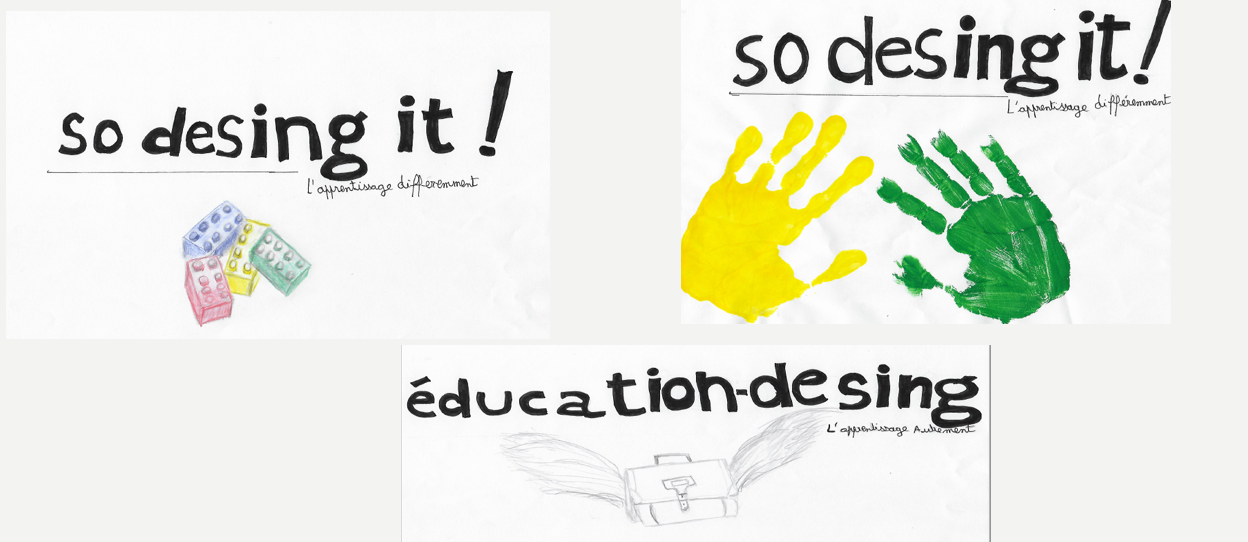 so desing it !
L'apprentissage différemment
so desing it!
L'apprentissage différemment
éducation-desing
L'apprentissage Autrement